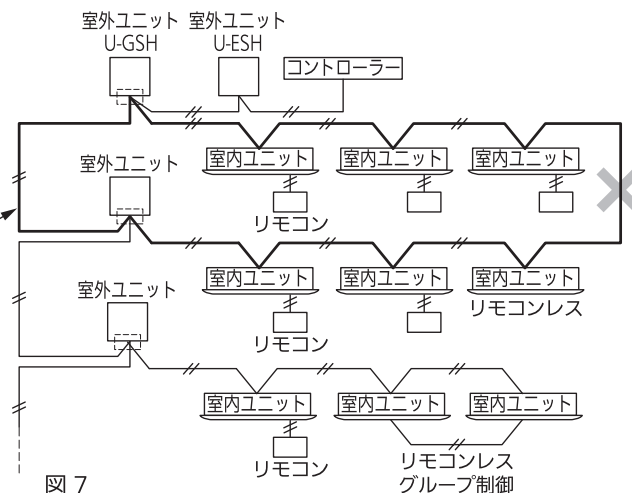 室外ユニット
U-GSH
室外ユニット
U-ESH
コントローラー
室内ユニット
室内ユニット
室内ユニット
リモコン
室外ユニット
室内ユニット
室内ユニット
室内ユニット
リモコンレス
リモコン
室外ユニット
室内ユニット
室内ユニット
室内ユニット
リモコン
リモコンレス
グループ制御
図 7